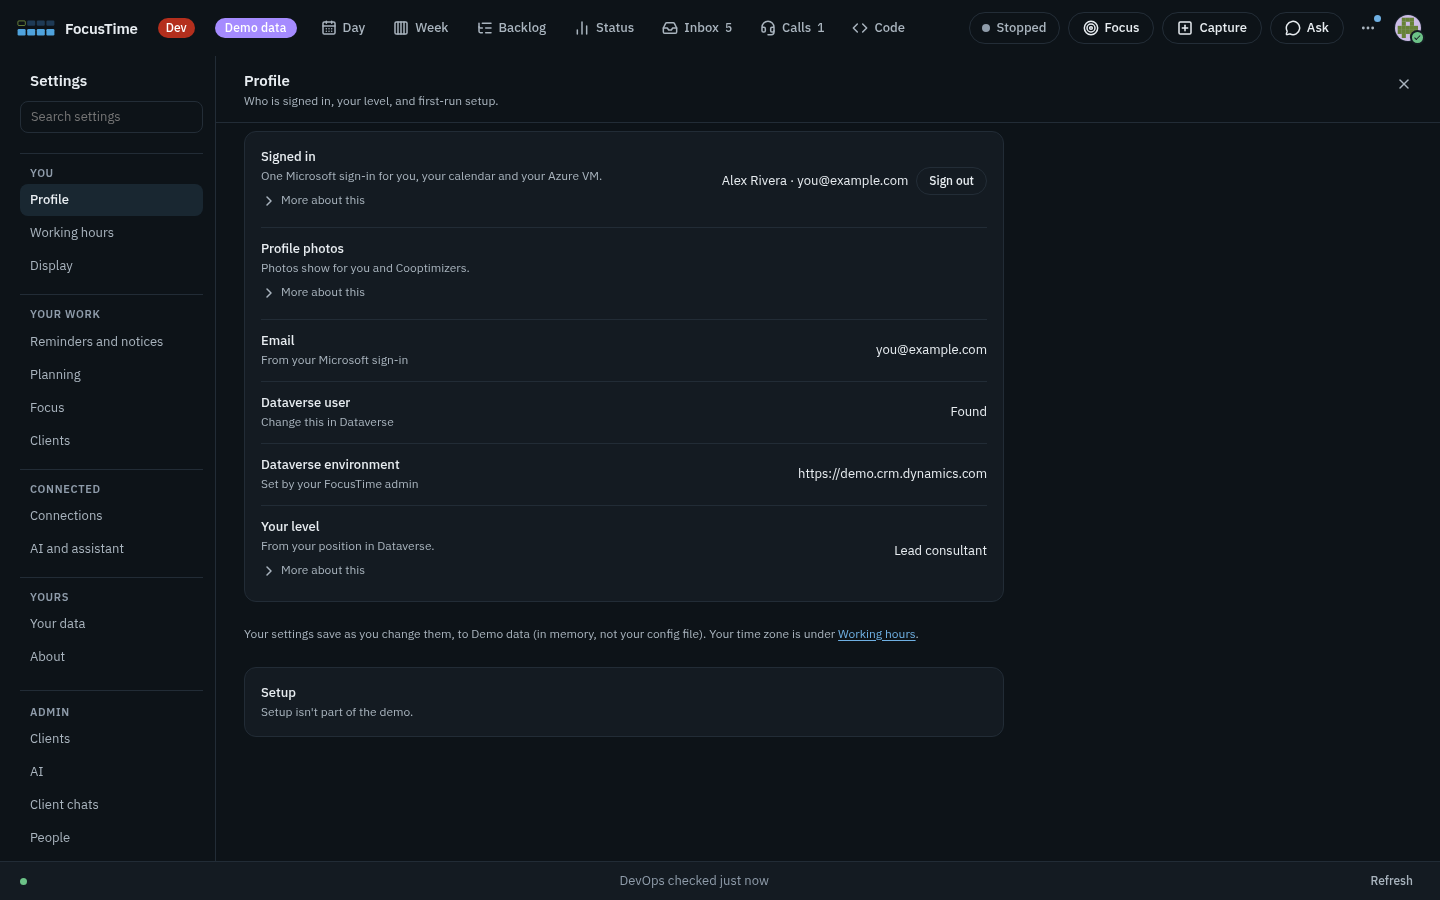 FocusTime
Dev
Demo data
Day
Week
Backlog
Status
Inbox 5
Calls 1
Code
Stopped
Focus
Capture
Ask
Settings
Search settings
YOU
Profile
Working hours
Display
YOUR WORK
Reminders and notices
Planning
Focus
Clients
CONNECTED
Connections
AI and assistant
YOURS
Your data
About
ADMIN
Clients
AI
Client chats
People
Profile
Who is signed in, your level, and first-run setup.
Signed in
One Microsoft sign-in for you, your calendar and your Azure VM.
More about this
Alex Rivera · you@example.com
Sign out
Profile photos
Photos show for you and Cooptimizers.
More about this
Email
From your Microsoft sign-in
you@example.com
Dataverse user
Change this in Dataverse
Found
Dataverse environment
Set by your FocusTime admin
https://demo.crm.dynamics.com
Your level
From your position in Dataverse.
More about this
Lead consultant
Your settings save as you change them, to Demo data (in memory, not your config file). Your time zone is under Working hours.
Setup
Setup isn't part of the demo.
DevOps checked just now
Refresh